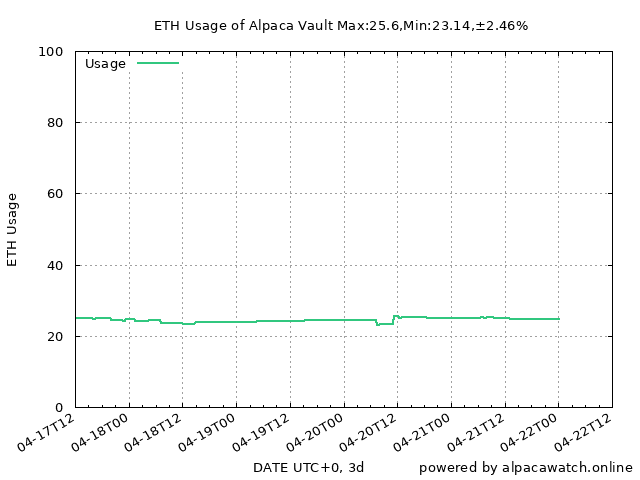 ETH Usage of Alpaca Vault Max:25.6,Min:23.14,±2.46%
Usage
ETH Usage
100
80
60
40
20
0
04-17T12
04-18T00
04-18T12
04-19T00
04-19T12
04-20T00
04-20T12
04-21T00
04-21T12
04-22T00
04-22T12
DATE UTC+0, 3d
powered by alpacawatch.online